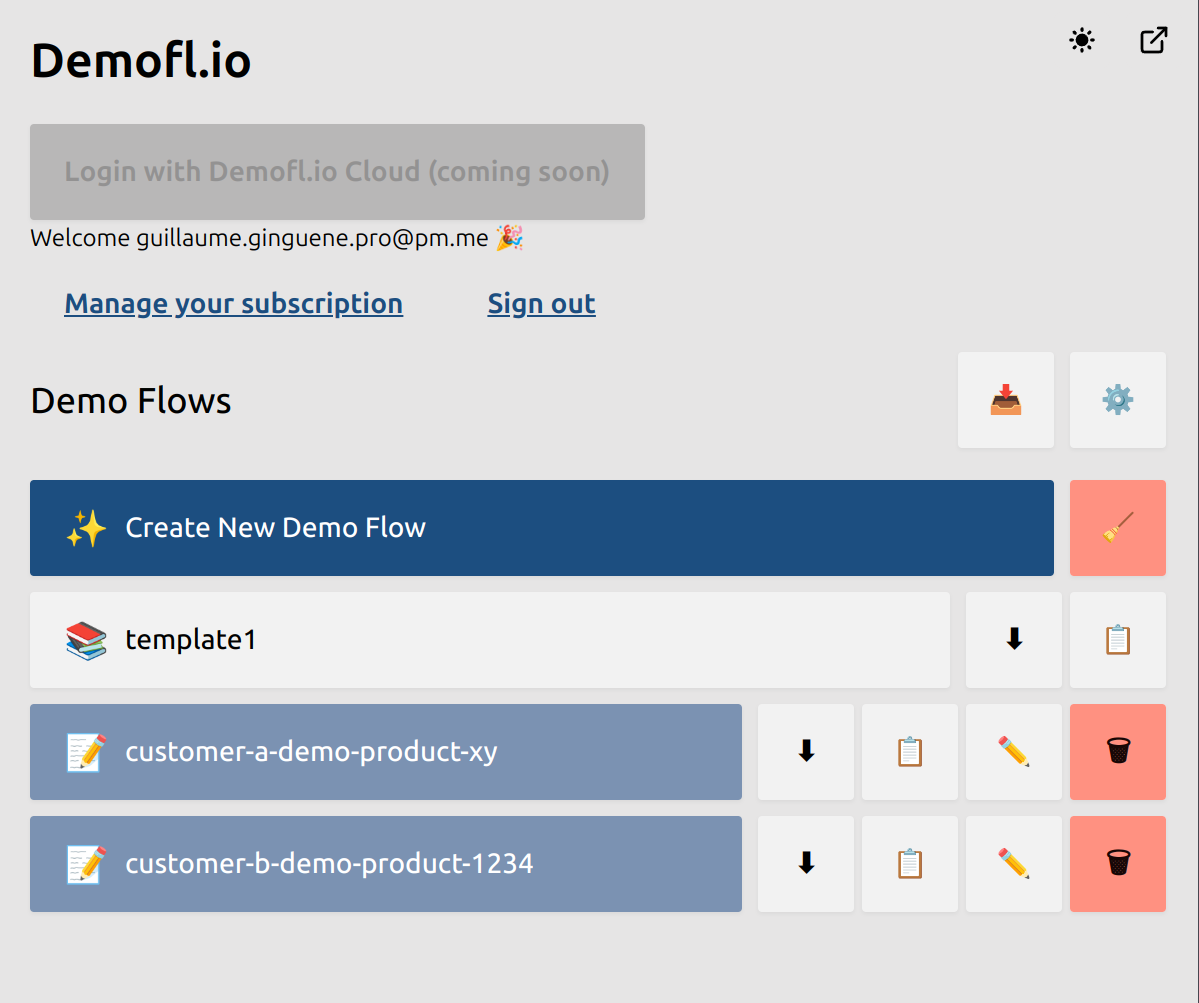 Demofl.io
Login with Demofl.io Cloud (coming soon)
Welcome guillaume.ginguene.pro@pm.me 🎉
Manage your subscription Sign out
Demo Flows
Create New Demo Flow
template1
customer-a-demo-product-xy
customer-b-demo-product-1234